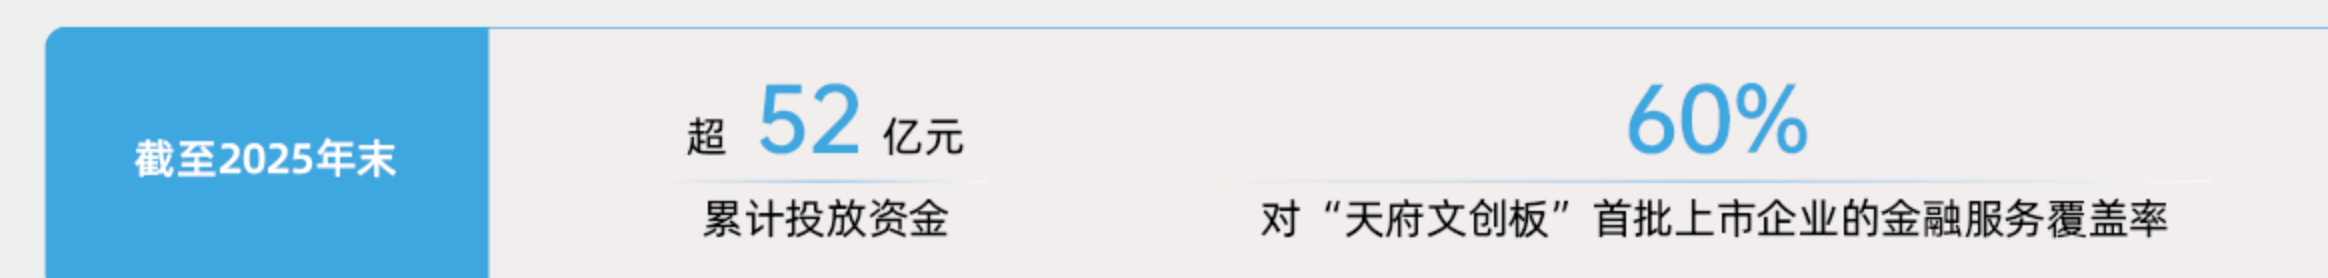 截至2025年末
超 52 亿元
累计投放资金
60%
对“天府文创板”首批上市企业的金融服务覆盖率